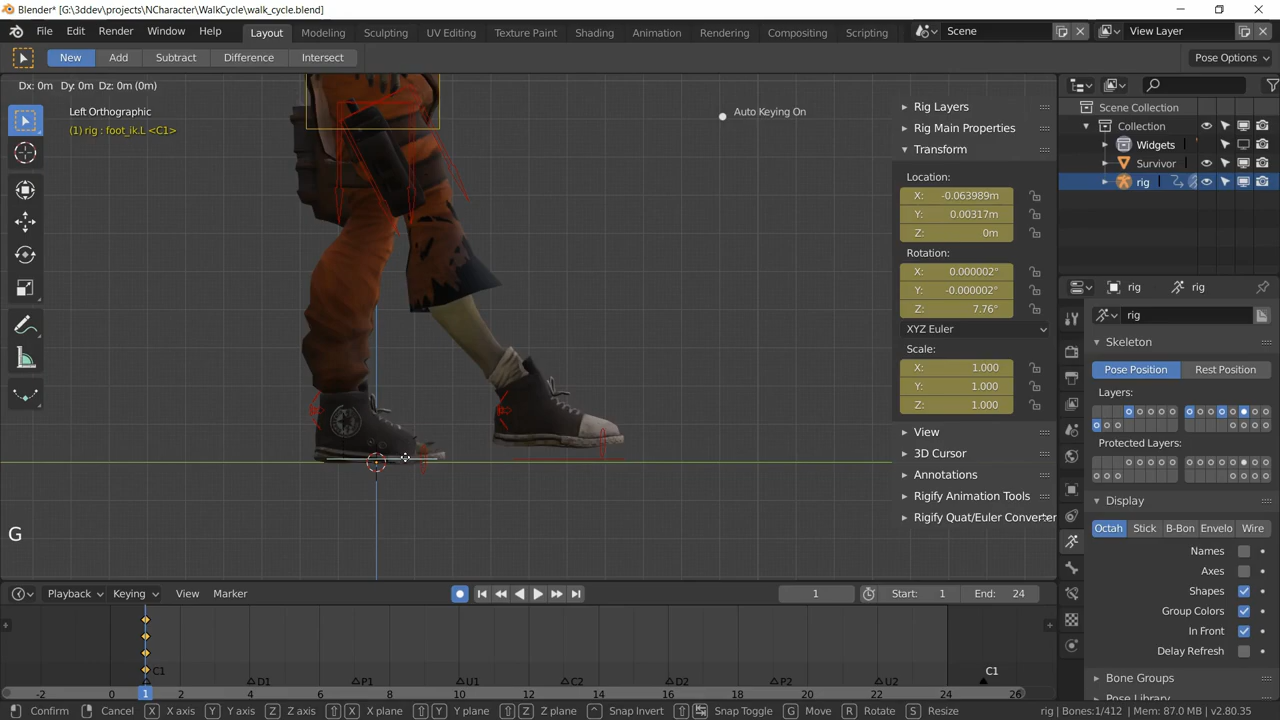 Blender* [G:\3ddev\projects\NCharacter\WalkCycle\walk_cycle.blend]
File Edit Render Window Help Layout Modeling Sculpting UV Editing Texture Paint Shading Animation Rendering Compositing Scripting Scene View Layer
New Add Subtract Difference Intersect Pose Options
Dx: 0m Dy: 0m Dz: 0m (0m)
Left Orthographic
(1) rig : foot_ik.L <C1>
Auto Keying On
G
Rig Layers
Rig Main Properties
Transform
Location:
X: -0.063989m
Y: 0.00317m
Z: 0m
Rotation:
X: 0.000002°
Y: -0.000002°
Z: 7.76°
XYZ Euler
Scale:
X: 1.000
Y: 1.000
Z: 1.000
View
3D Cursor
Annotations
Rigify Animation Tools
Rigify Quat/Euler Converter
Scene Collection
Collection
Widgets
Survivor
rig
rig rig
rig
Skeleton
Pose Position Rest Position
Layers:
Protected Layers:
Display
Octah Stick B-Bon Envelo Wire
Names
Axes
Shapes
Group Colors
In Front
Delay Refresh
Bone Groups
Pose Library
Playback Keying View Marker 1 Start: 1 End: 24
C1 D1 P1 U1 C2 D2 P2 U2 C1
-2 0 1 2 4 6 8 10 12 14 16 18 20 22 24 26
Confirm Cancel X X axis Y Y axis Z Z axis X X Plane Y Y plane Z Z plane Snap Invert Snap Toggle G Move R Rotate S Resize rig | Bones:1/412 | Mem: 87.0 MB | v2.80.35